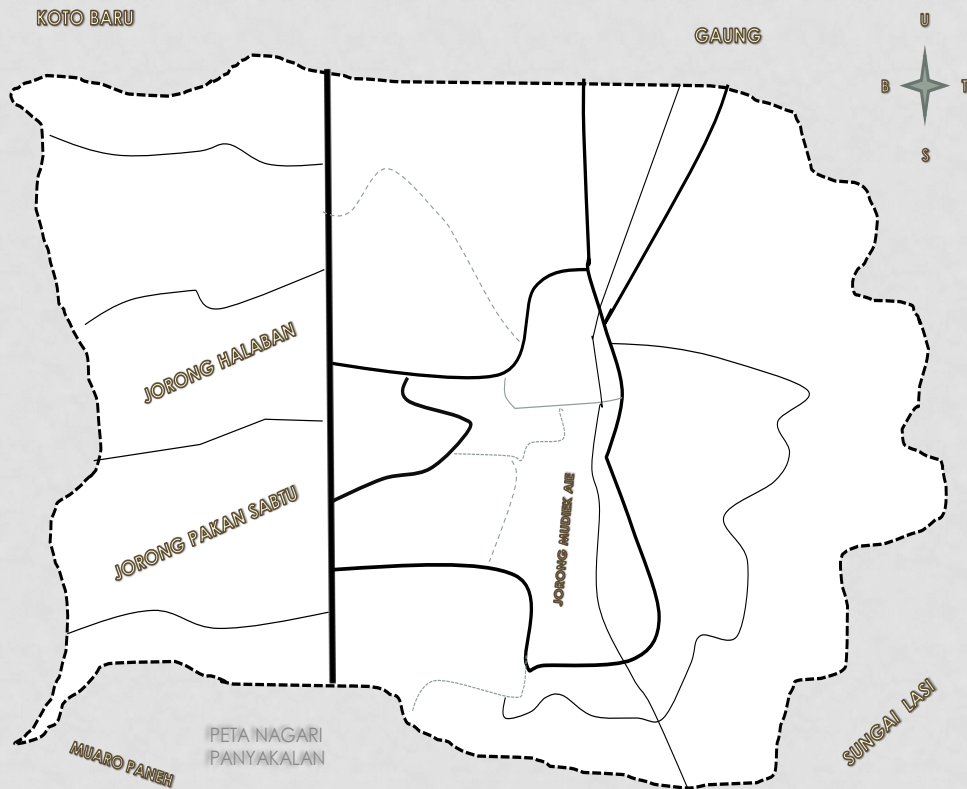 KOTO BARU
GAUNG
U
B
T
S
JORONG HALABAN
JORONG PAKAN SABTU
JORONG MUDIEK AIE
PETA NAGARI
PANYAKALAN
MUARO PANEH
SUNGAI LASI